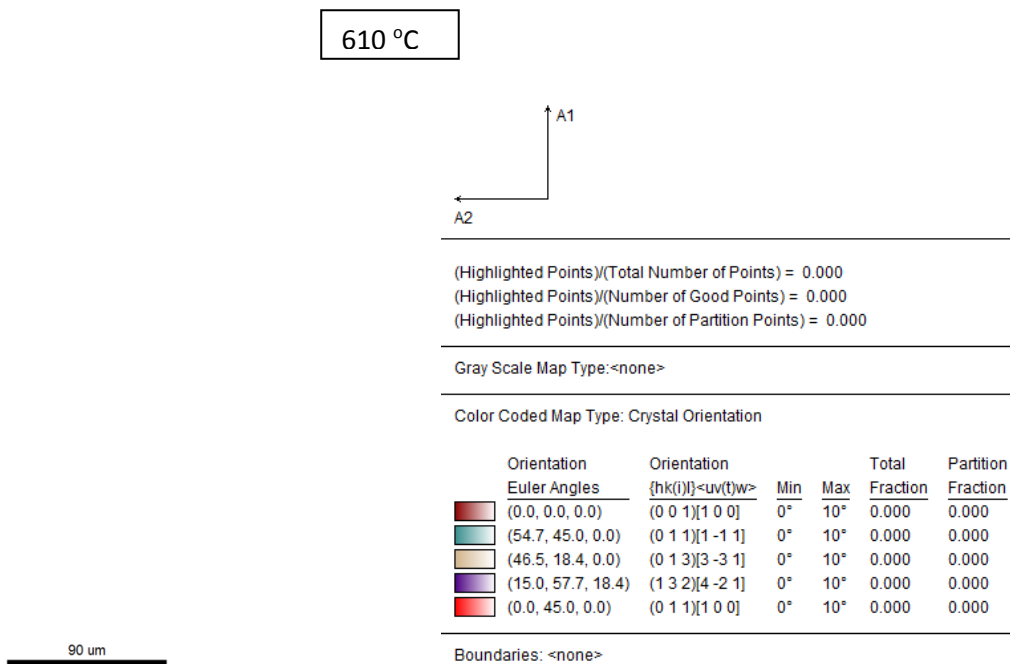 610 °C
A1
A2
(Highlighted Points)/(Total Number of Points) = 0.000
(Highlighted Points)/(Number of Good Points) = 0.000
(Highlighted Points)/(Number of Partition Points) = 0.000
Gray Scale Map Type:<none>
Color Coded Map Type: Crystal Orientation
Orientation Orientation Total Partition
Euler Angles {hk(i)l}<uv(t)w> Min Max Fraction Fraction
(0.0, 0.0, 0.0) (0 0 1)[1 0 0] 0° 10° 0.000 0.000
(54.7, 45.0, 0.0) (0 1 1)[1 -1 1] 0° 10° 0.000 0.000
(46.5, 18.4, 0.0) (0 1 3)[3 -3 1] 0° 10° 0.000 0.000
(15.0, 57.7, 18.4) (1 3 2)[4 -2 1] 0° 10° 0.000 0.000
(0.0, 45.0, 0.0) (0 1 1)[1 0 0] 0° 10° 0.000 0.000
90 um
Boundaries: <none>